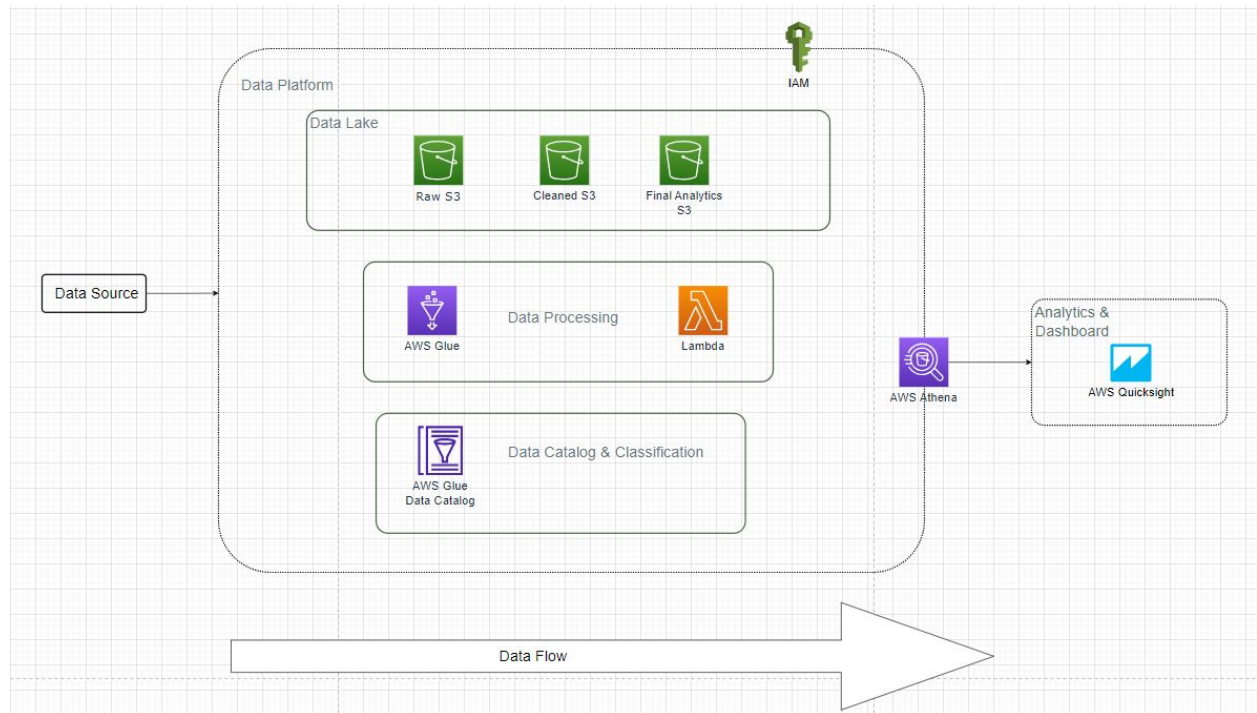 IAM
Data Platform
Data Lake
Raw S3
Cleaned S3
Final Analytics
S3
Data Source
AWS Glue
Data Processing
Lambda
AWS Athena
Analytics &
Dashboard
AWS Quicksight
Data Catalog & Classification
AWS Glue
Data Catalog
Data Flow